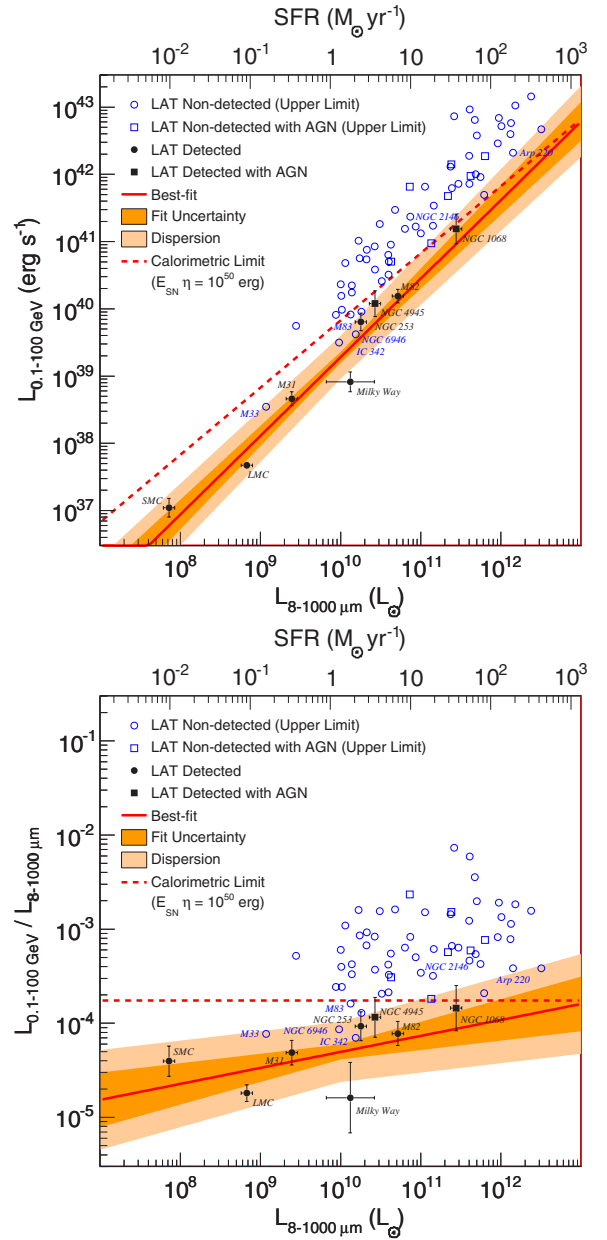 SFR (M⊙ yr⁻¹)
10⁻² 10⁻¹ 1 10 10² 10³
LAT Non-detected (Upper Limit)
LAT Non-detected with AGN (Upper Limit)
LAT Detected
LAT Detected with AGN
Best-fit
Fit Uncertainty
Dispersion
Calorimetric Limit
(E_SN η = 10⁵⁰ erg)
10⁴³
10⁴²
10⁴¹
10⁴⁰
10³⁹
10³⁸
10³⁷
L_0.1-100 GeV (erg s⁻¹)
Arp 220
NGC 2146
NGC 1068
M82
NGC 4945
M83
NGC 253
NGC 6946
IC 342
M31
Milky Way
M33
LMC
SMC
10⁸ 10⁹ 10¹⁰ 10¹¹ 10¹²
L_8-1000 μm (L⊙)
SFR (M⊙ yr⁻¹)
10⁻² 10⁻¹ 1 10 10² 10³
LAT Non-detected (Upper Limit)
LAT Non-detected with AGN (Upper Limit)
LAT Detected
LAT Detected with AGN
Best-fit
Fit Uncertainty
Dispersion
Calorimetric Limit
(E_SN η = 10⁵⁰ erg)
10⁻¹
10⁻²
10⁻³
10⁻⁴
10⁻⁵
L_0.1-100 GeV / L_8-1000 μm
NGC 2146
Arp 220
M83
NGC 4945
NGC 253
NGC 1068
M33
NGC 6946
M82
IC 342
SMC
M31
LMC
Milky Way
10⁸ 10⁹ 10¹⁰ 10¹¹ 10¹²
L_8-1000 μm (L⊙)